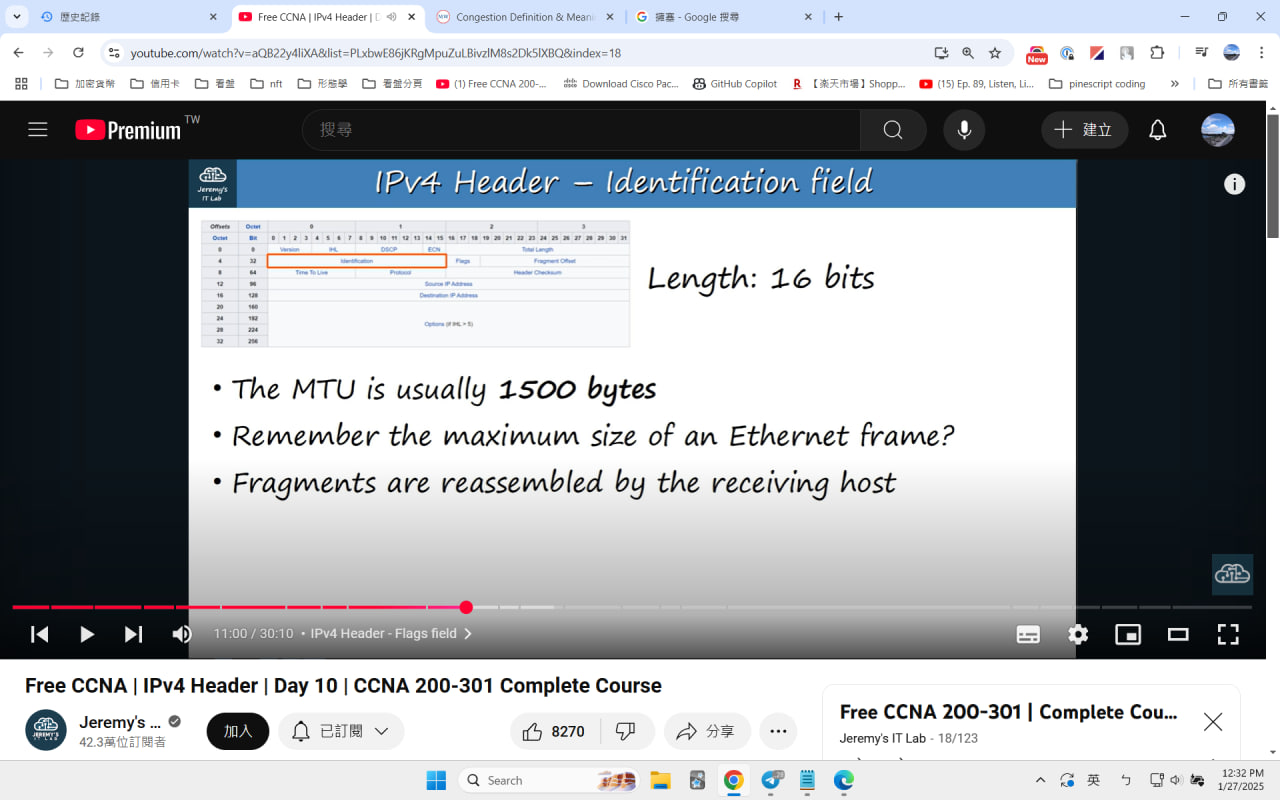 歷史記錄
Free CCNA | IPv4 Header | D
Congestion Definition & Meani
擁塞 - Google 搜尋
youtube.com/watch?v=aQB22y4liXA&list=PLxbwE86jKRgMpuZuLBivzlM8s2Dk5lXBQ&index=18
New
加密貨幣
信用卡
看盤
nft
形態學
看盤分頁
(1) Free CCNA 200-...
Download Cisco Pac...
GitHub Copilot
【楽天市場】Shopp...
(15) Ep. 89, Listen, Li...
pinescript coding
»
所有書籤
Premium TW
搜尋
建立
Jeremy's
IT Lab
IPv4 Header – Identification field
Offsets Octet 0 1 2 3
Octet Bit 0 1 2 3 4 5 6 7 8 9 10 11 12 13 14 15 16 17 18 19 20 21 22 23 24 25 26 27 28 29 30 31
0 0 Version IHL DSCP ECN Total Length
4 32 Identification Flags Fragment Offset
8 64 Time To Live Protocol Header Checksum
12 96 Source IP Address
16 128 Destination IP Address
20 160
24 192
28 224
32 256
Options (if IHL > 5)
Length: 16 bits
• The MTU is usually 1500 bytes
• Remember the maximum size of an Ethernet frame?
• Fragments are reassembled by the receiving host
11:00 / 30:10 • IPv4 Header - Flags field
Free CCNA | IPv4 Header | Day 10 | CCNA 200-301 Complete Course
JEREMY'S
IT LAB
Jeremy's ...
42.3萬位訂閱者
加入
已訂閱
8270
分享
Free CCNA 200-301 | Complete Cou...
Jeremy's IT Lab - 18/123
Search
英
ㄅ
12:32 PM
1/27/2025